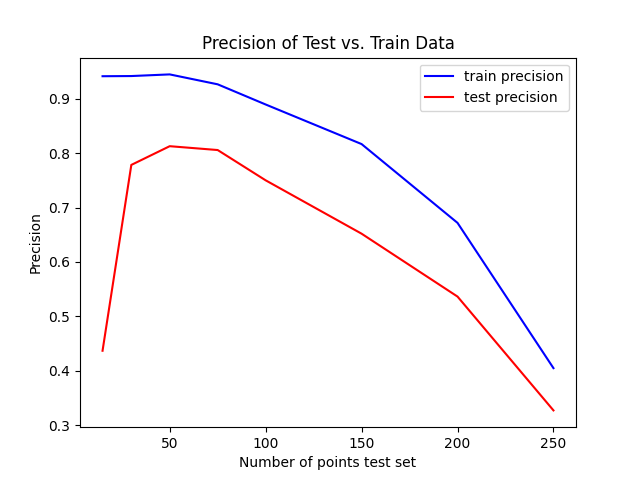 Precision of Test vs. Train Data
train precision
test precision
0.9
0.8
0.7
0.6
0.5
0.4
0.3
Precision
50 100 150 200 250
Number of points test set